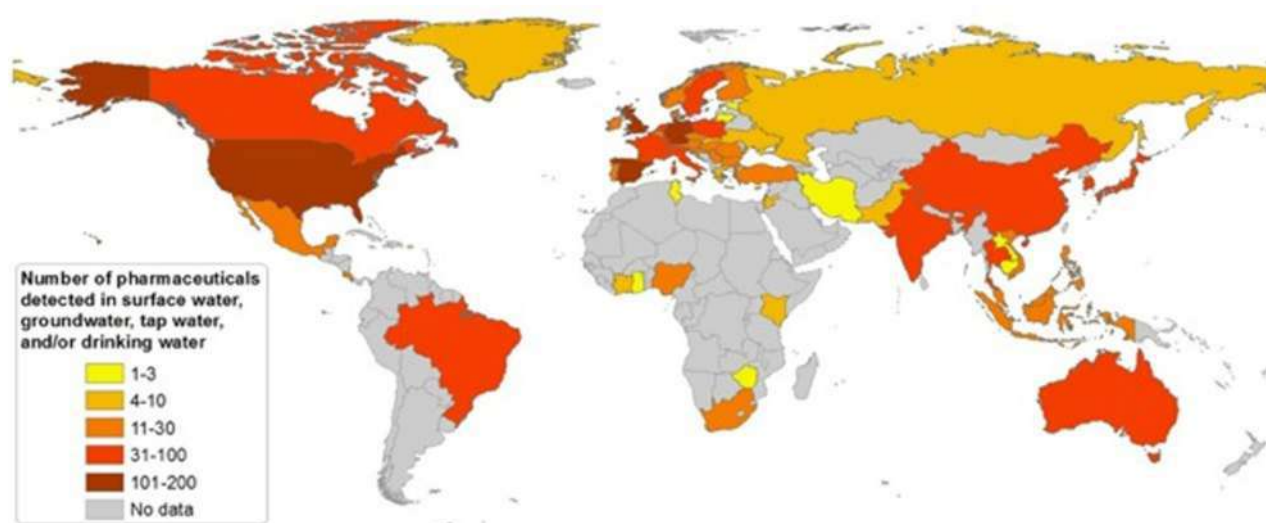 Number of pharmaceuticals
detected in surface water,
groundwater, tap water,
and/or drinking water
1-3
4-10
11-30
31-100
101-200
No data